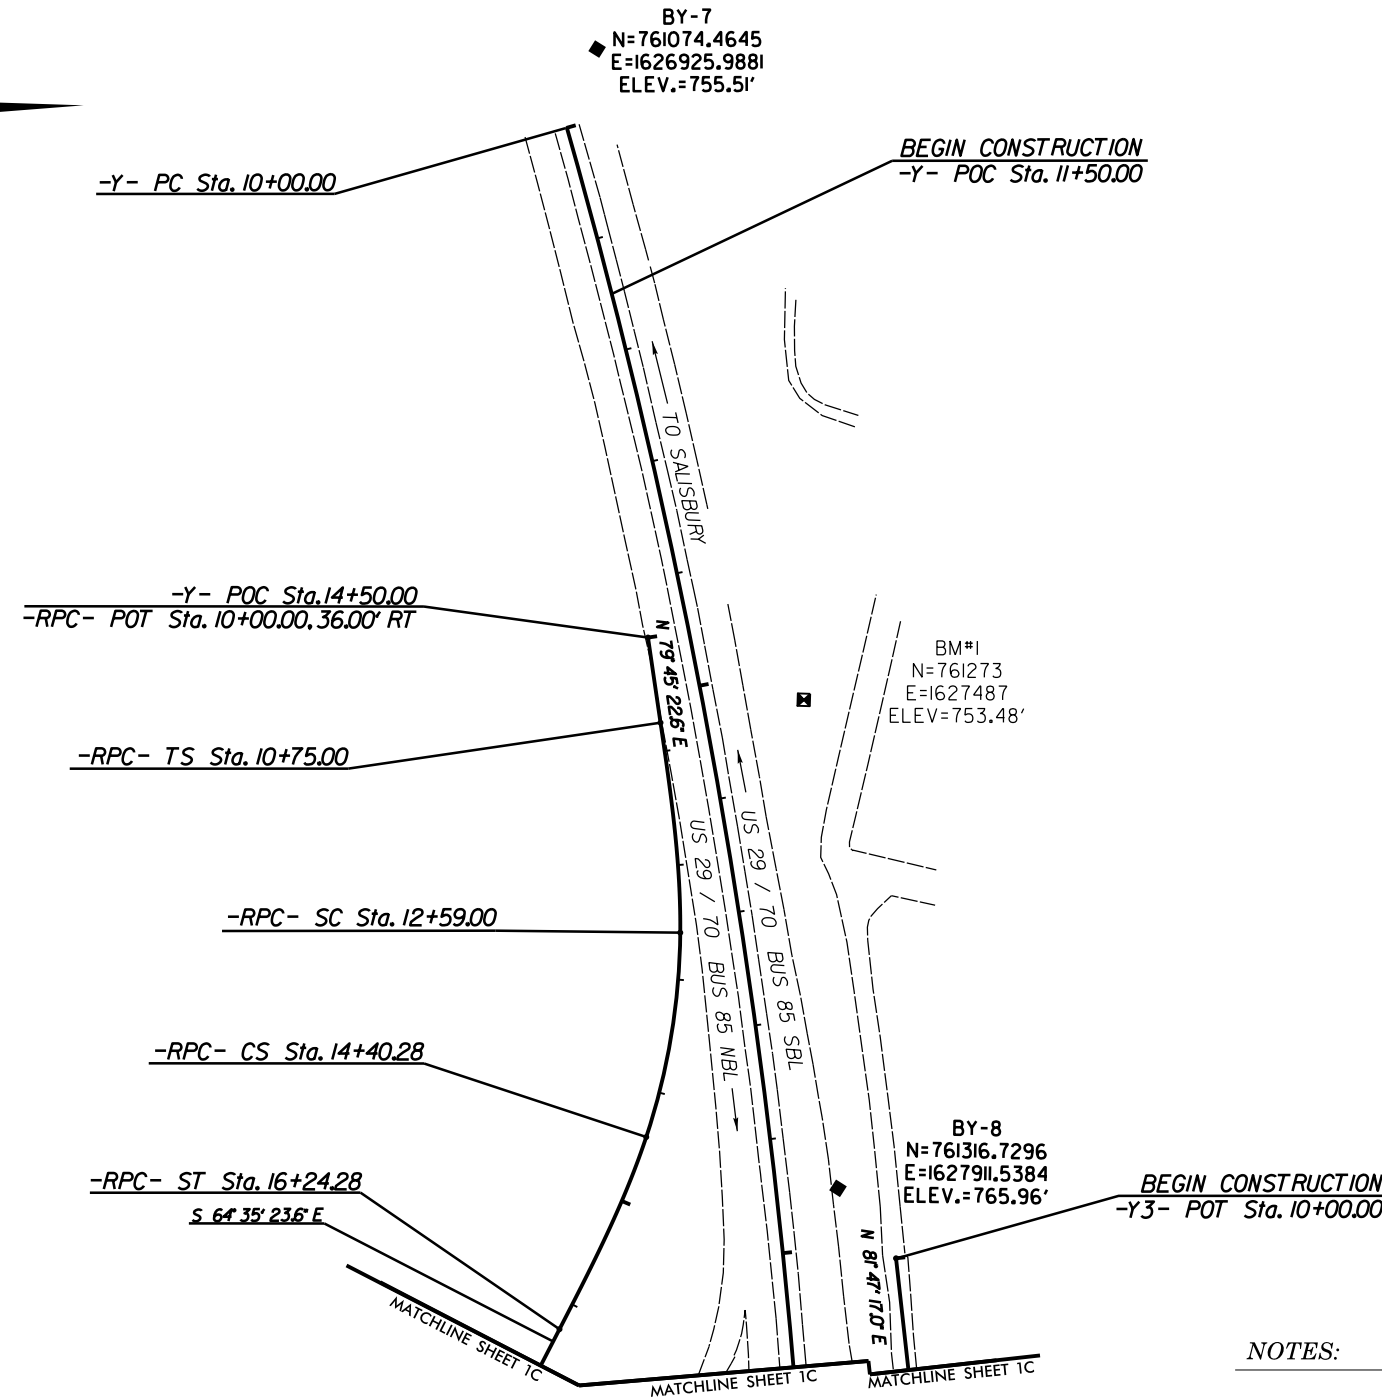 BY-7
N=761074.4645
E=1626925.9881
ELEV.=755.51'
-Y- PC Sta. 10+00.00
BEGIN CONSTRUCTION
-Y- POC Sta. 11+50.00
TO SALISBURY
-Y- POC Sta. 14+50.00
-RPC- POT Sta. 10+00.00, 36.00' RT
N 79° 45' 22.6" E
BM#1
N=761273
E=1627487
ELEV=753.48'
-RPC- TS Sta. 10+75.00
US 29 / 70 BUS 85 NBL
US 29 / 70 BUS 85 SBL
-RPC- SC Sta. 12+59.00
-RPC- CS Sta. 14+40.28
BY-8
N=761316.7296
E=1627911.5384
ELEV.=765.96'
-RPC- ST Sta. 16+24.28
S 64° 35' 23.6" E
BEGIN CONSTRUCTION
-Y3- POT Sta. 10+00.00
N 81° 47' 17.0" E
MATCHLINE SHEET 1C
MATCHLINE SHEET 1C
MATCHLINE SHEET 1C
NOTES: